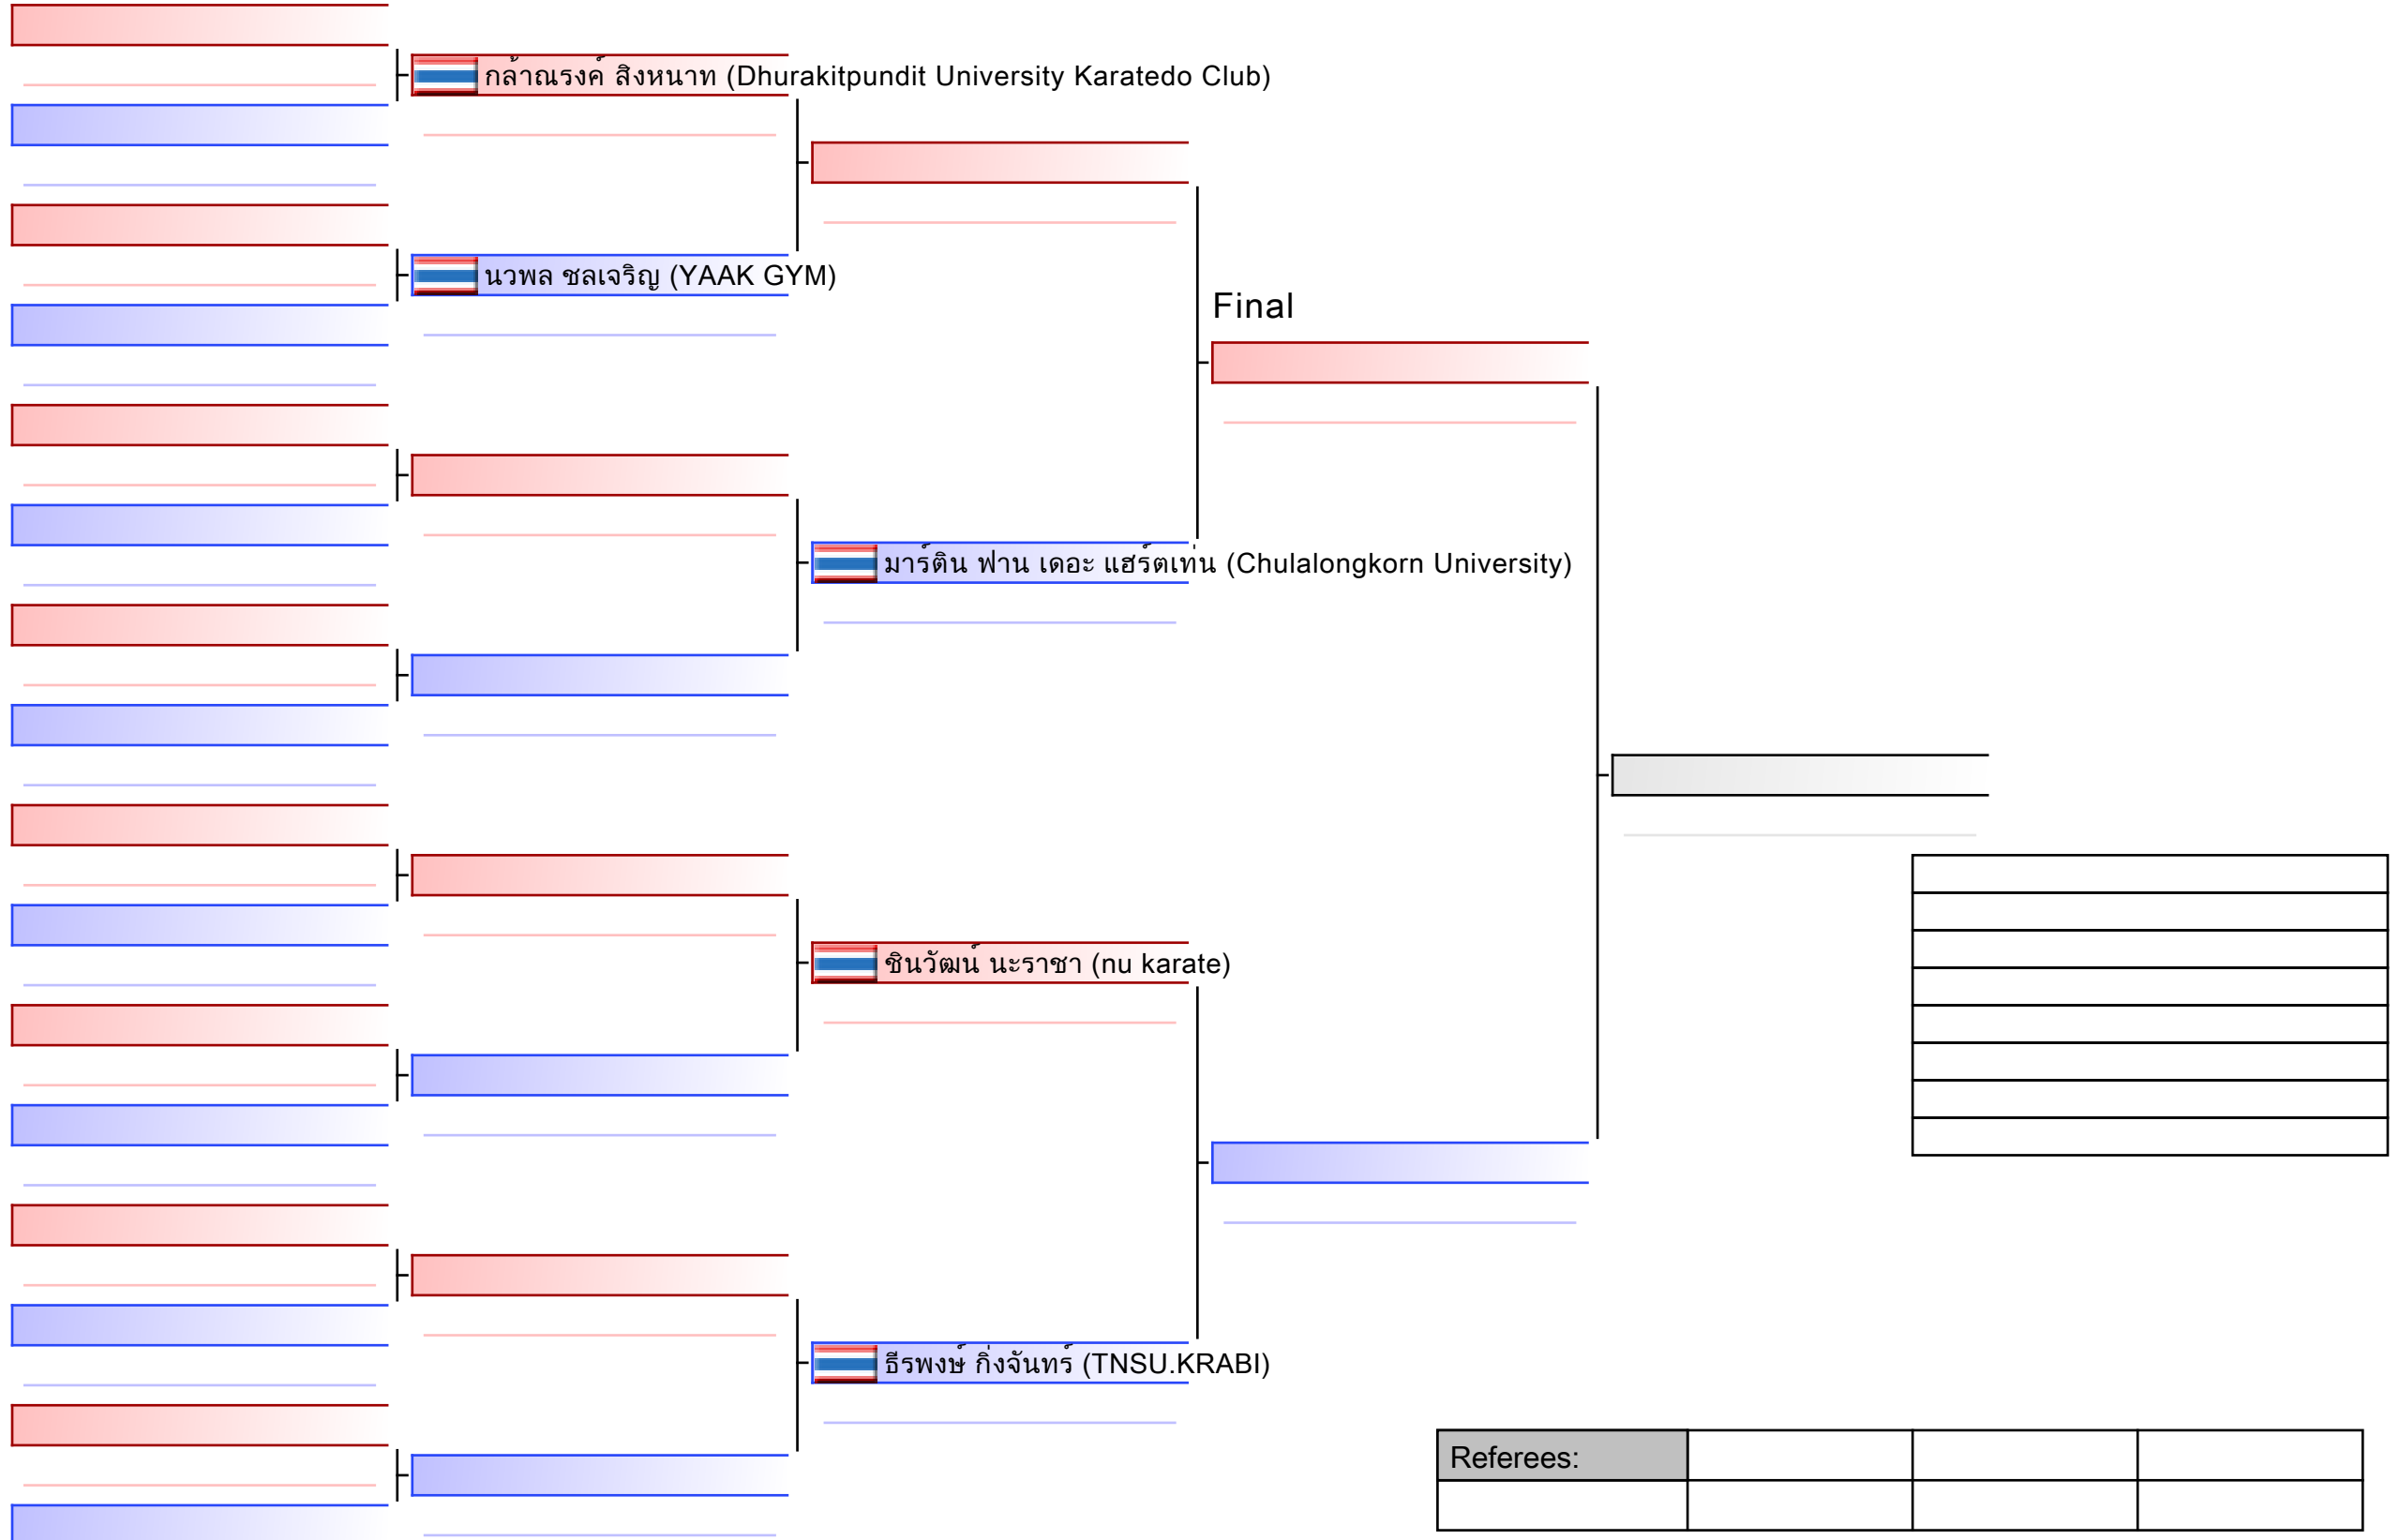 กล้าณรงค์ สิงหนาท (Dhurakitpundit University Karatedo Club)
นวพล ชลเจริญ (YAAK GYM)
Final
มาร์ติน ฟาน เดอะ แฮร์ตเท่น (Chulalongkorn University)
ชินวัฒน์ นะราชา (nu karate)
ธีรพงษ์ กิ่งจันทร์ (TNSU.KRABI)
Referees: